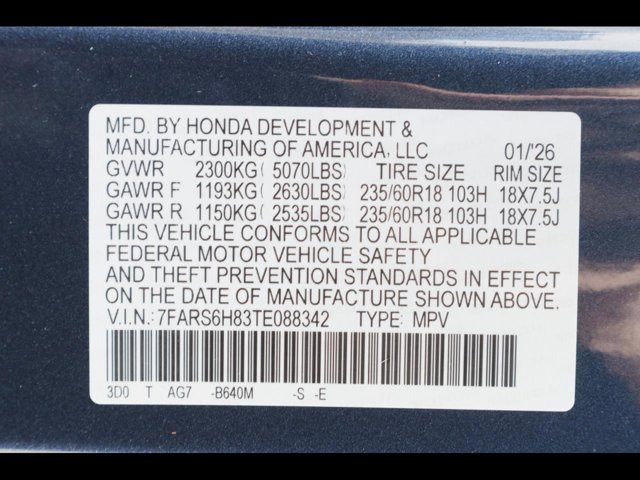 MFD. BY HONDA DEVELOPMENT &
MANUFACTURING OF AMERICA, LLC 01/'26
GVWR 2300KG( 5070LBS) TIRE SIZE RIM SIZE
GAWR F 1193KG( 2630LBS) 235/60R18 103H 18X7.5J
GAWR R 1150KG( 2535LBS) 235/60R18 103H 18X7.5J
THIS VEHICLE CONFORMS TO ALL APPLICABLE
FEDERAL MOTOR VEHICLE SAFETY
AND THEFT PREVENTION STANDARDS IN EFFECT
ON THE DATE OF MANUFACTURE SHOWN ABOVE.
V.I.N.: 7FARS6H83TE088342 TYPE: MPV
3D0 T AG7 -B640M -S -E